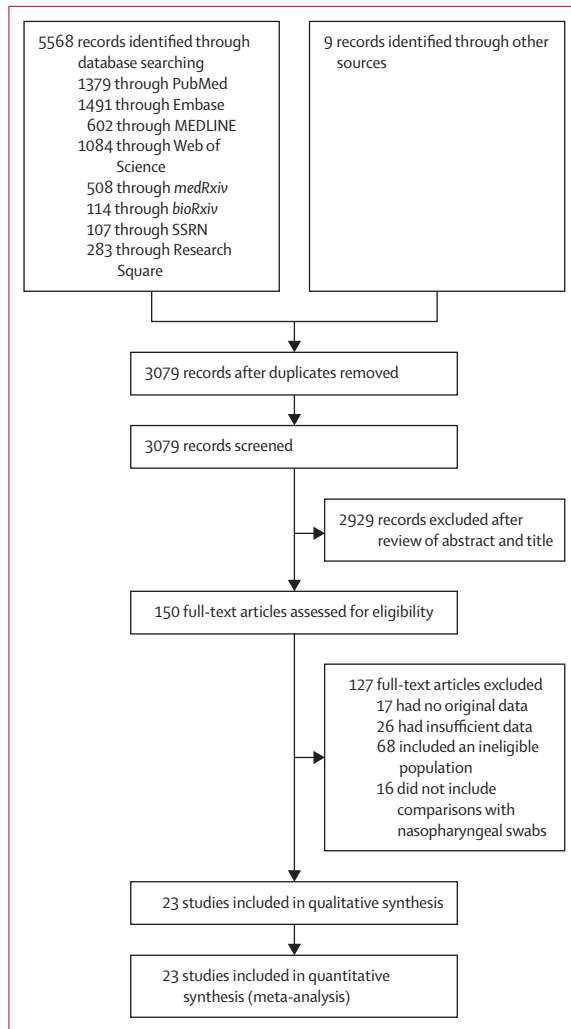 5568 records identified through
database searching
1379 through PubMed
1491 through Embase
602 through MEDLINE
1084 through Web of
Science
508 through medRxiv
114 through bioRxiv
107 through SSRN
283 through Research
Square
9 records identified through other
sources
3079 records after duplicates removed
3079 records screened
2929 records excluded after
review of abstract and title
150 full-text articles assessed for eligibility
127 full-text articles excluded
17 had no original data
26 had insufficient data
68 included an ineligible
population
16 did not include
comparisons with
nasopharyngeal swabs
23 studies included in qualitative synthesis
23 studies included in quantitative
synthesis (meta-analysis)